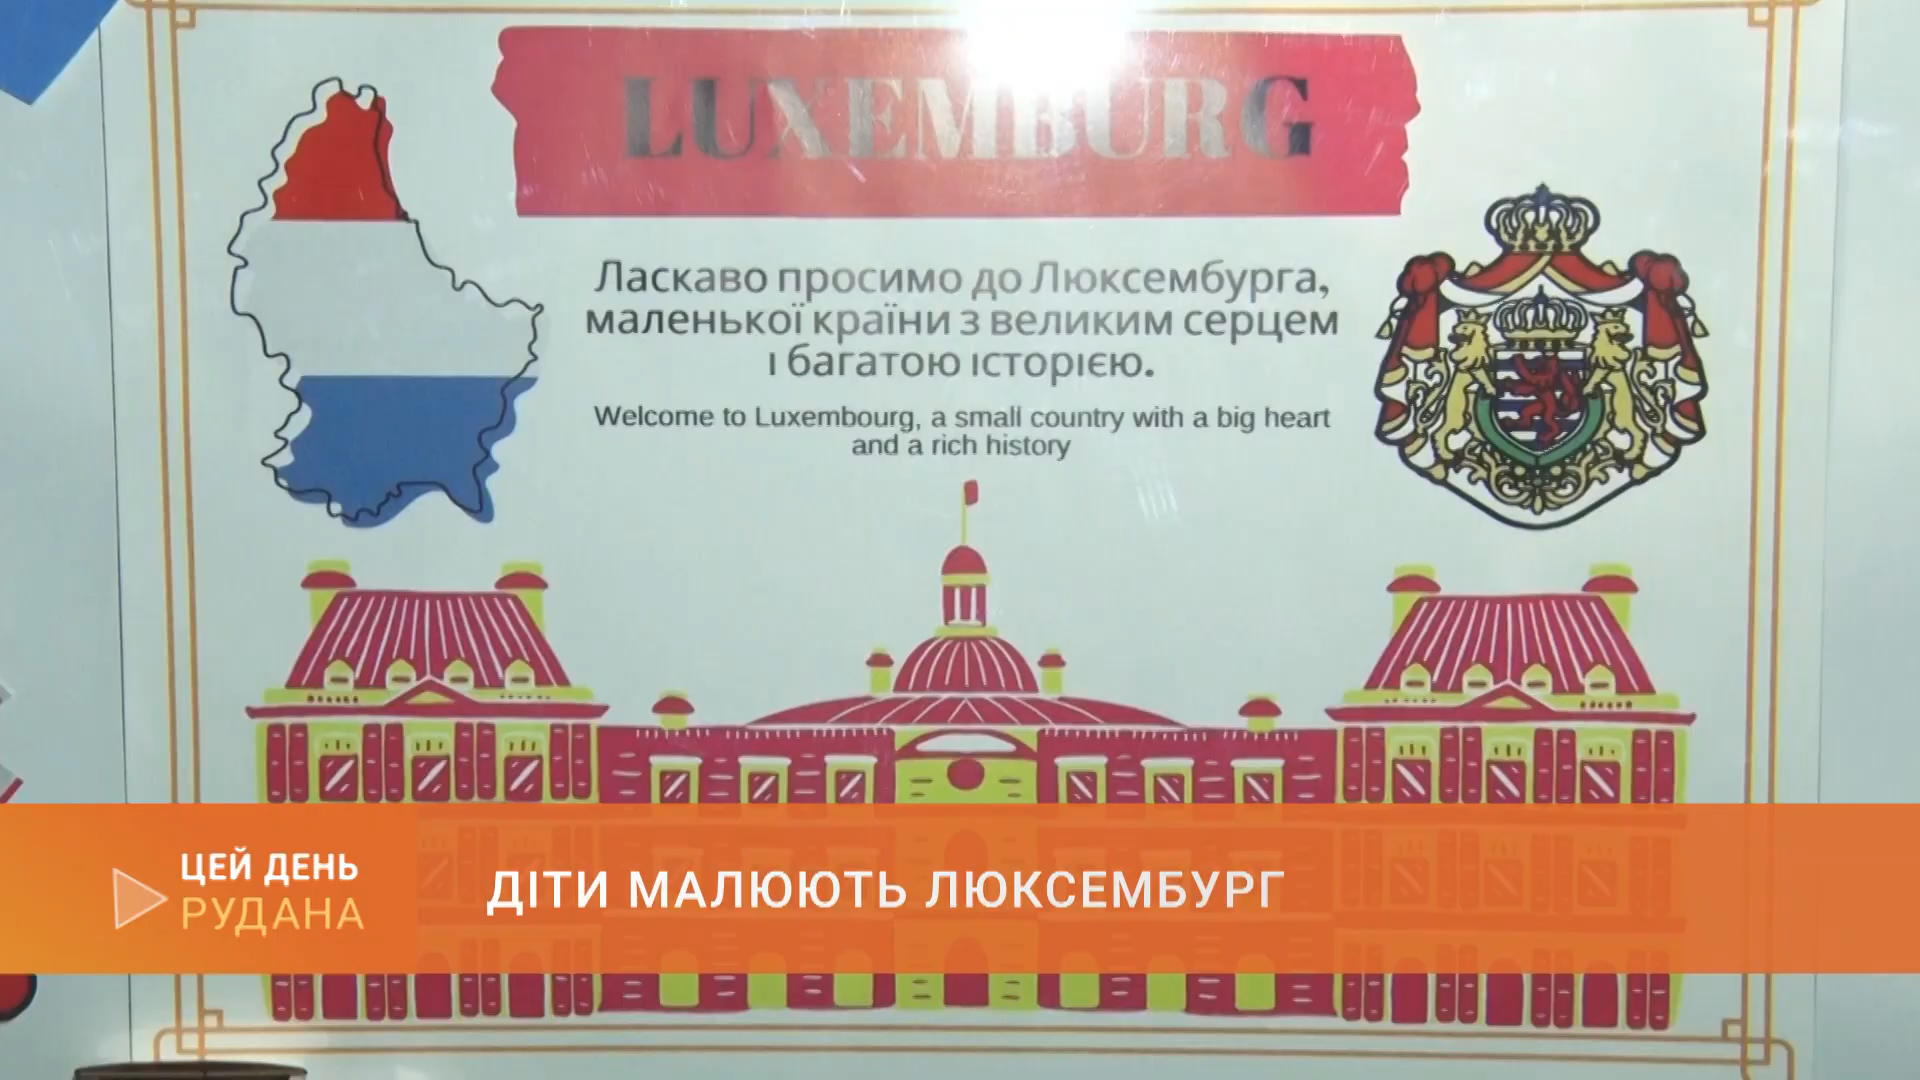 LUXEMBURG
Ласкаво просимо до Люксембурга,
маленької країни з великим серцем
і багатою історією.
Welcome to Luxembourg, a small country with a big heart
and a rich history
ЦЕЙ ДЕНЬ
РУДАНА
ДІТИ МАЛЮЮТЬ ЛЮКСЕМБУРГ